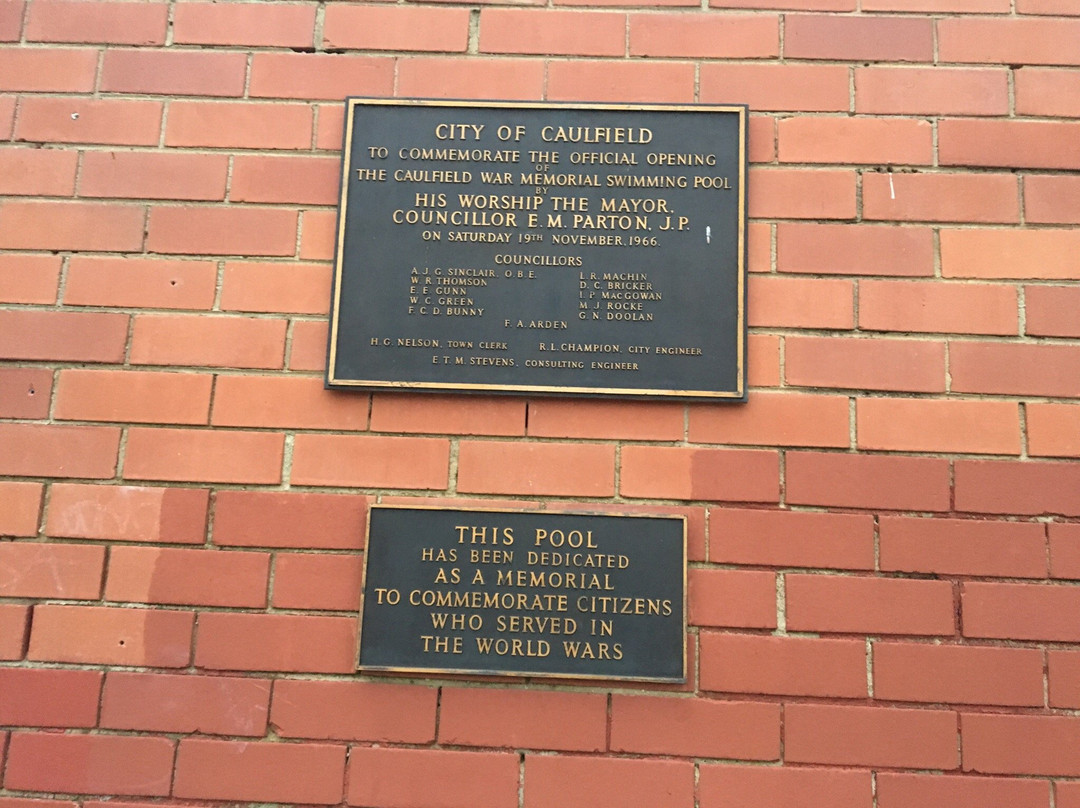 CITY OF CAULFIELD
TO COMMEMORATE THE OFFICIAL OPENING
OF
THE CAULFIELD WAR MEMORIAL SWIMMING POOL
BY
HIS WORSHIP THE MAYOR,
COUNCILLOR E.M. PARTON, J.P.
ON SATURDAY 19TH NOVEMBER, 1966.
COUNCILLORS
A.J.G. SINCLAIR, O.B.E. L.R. MACHIN
W.R. THOMSON D.C. BRICKER
E.E. GUNN I.P. MACGOWAN
W.C. GREEN M.J. ROCKE
F.C.D. BUNNY G.N. DOOLAN
F.A. ARDEN
H.G. NELSON, TOWN CLERK R.L. CHAMPION, CITY ENGINEER
E.T.M. STEVENS, CONSULTING ENGINEER
THIS POOL
HAS BEEN DEDICATED
AS A MEMORIAL
TO COMMEMORATE CITIZENS
WHO SERVED IN
THE WORLD WARS